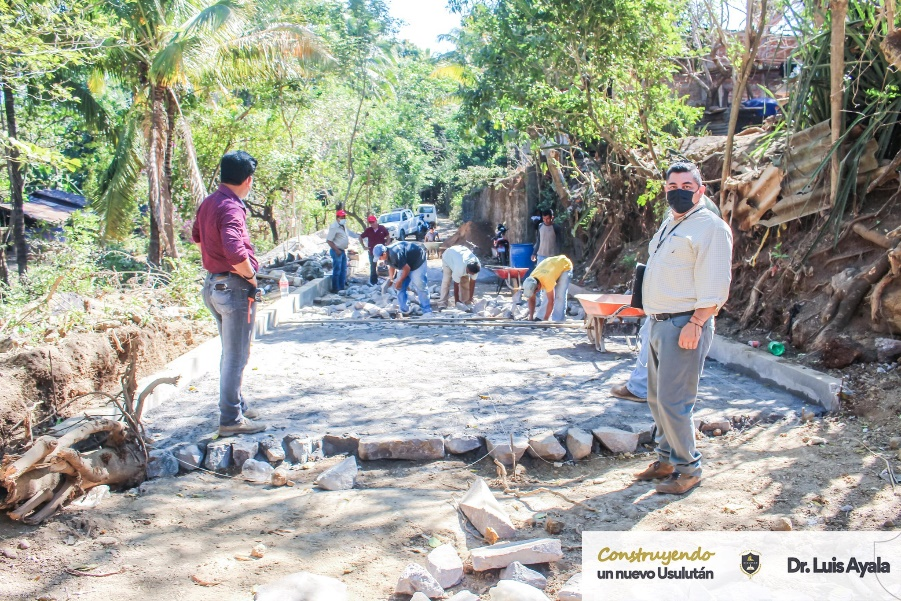 Construyendo
un nuevo Usulután
Dr. Luis Ayala